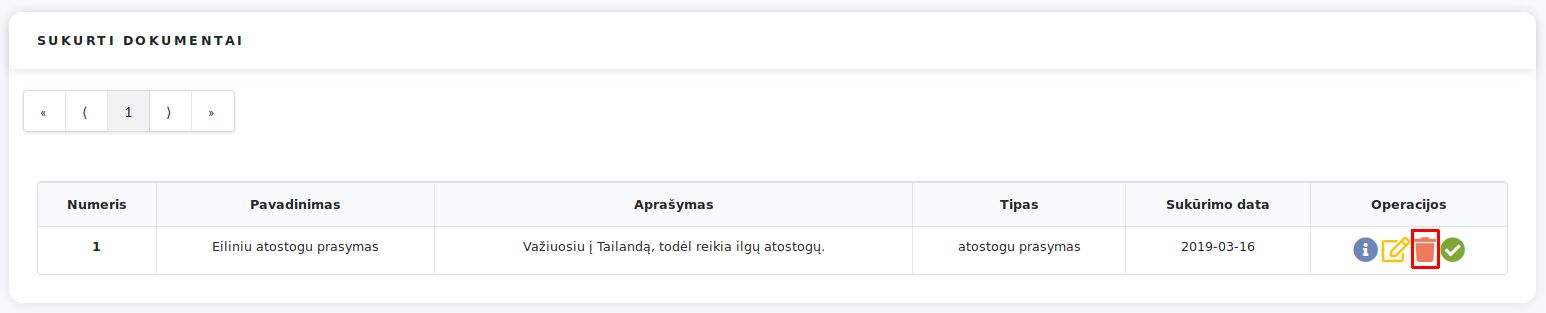 SUKURTI DOKUMENTAI
« ⟨ 1 ⟩ »
Numeris Pavadinimas Aprašymas Tipas Sukūrimo data Operacijos
1 Eiliniu atostogu prasymas Važiuosiu į Tailandą, todėl reikia ilgų atostogų. atostogu prasymas 2019-03-16